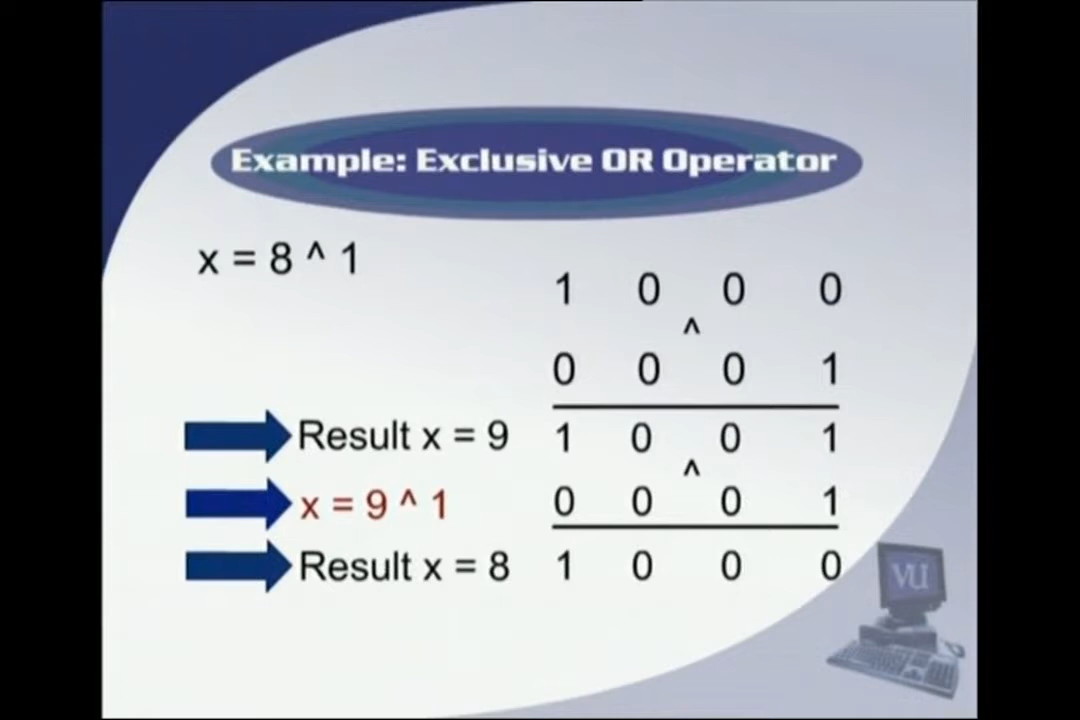 Example: Exclusive OR Operator
x = 8 ^ 1
1 0 0 0
^
0 0 0 1
Result x = 9 1 0 0 1
^
x = 9 ^ 1 0 0 0 1
Result x = 8 1 0 0 0
VU